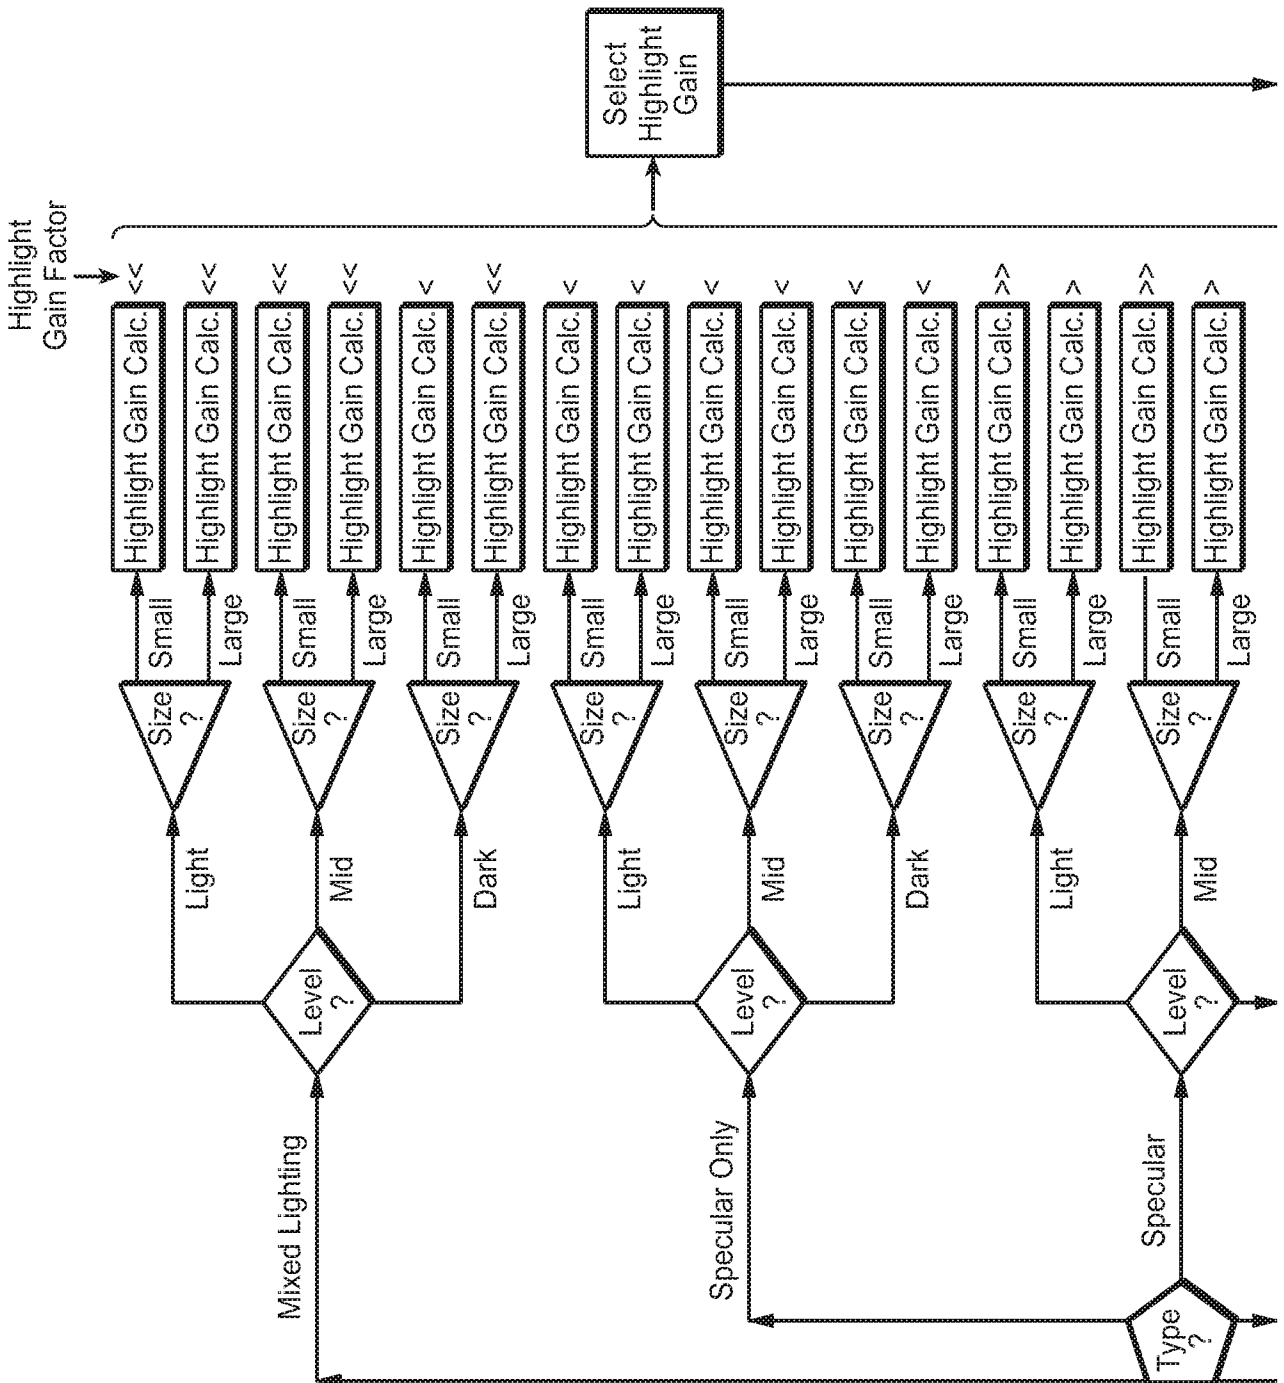 Highlight
Gain Factor
Highlight Gain Calc. <<
Small
Size
?
Light
Large
Highlight Gain Calc. <<
Mixed Lighting
Level
?
Highlight Gain Calc. <<
Small
Size
?
Mid
Large
Highlight Gain Calc. <<
Highlight Gain Calc. <
Small
Size
?
Dark
Large
Highlight Gain Calc. <<
Highlight Gain Calc. <
Small
Size
?
Light
Large
Highlight Gain Calc. <
Select
Highlight
Gain
Specular Only
Level
?
Highlight Gain Calc. <
Small
Size
?
Mid
Large
Highlight Gain Calc. <
Highlight Gain Calc. <
Small
Size
?
Dark
Large
Highlight Gain Calc. <
Highlight Gain Calc. >>
Small
Size
?
Light
Large
Highlight Gain Calc. >
Type
?
Specular
Level
?
Highlight Gain Calc. >>
Small
Size
?
Mid
Large
Highlight Gain Calc. >